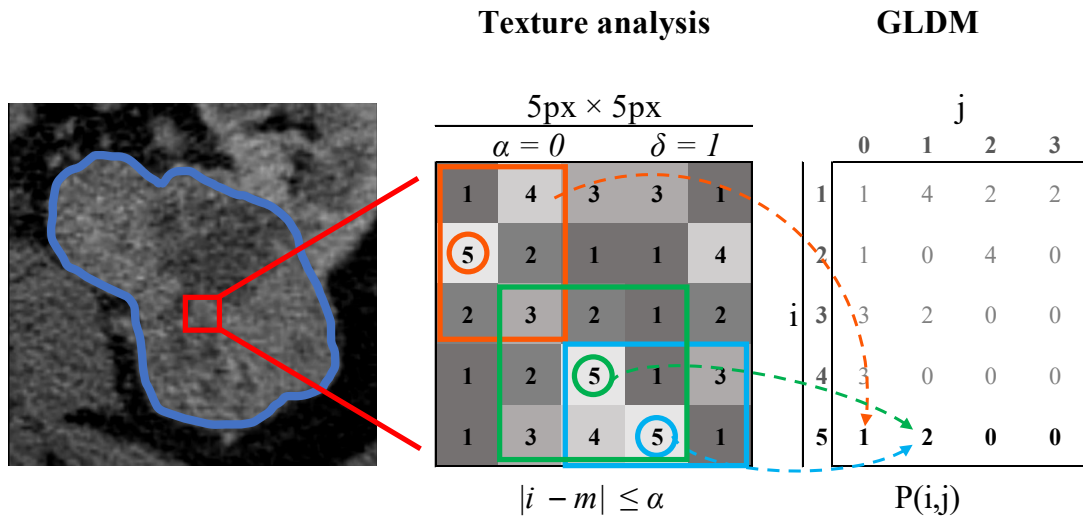 Texture analysis GLDM
5px × 5px j
α = 0 δ = 1 0 1 2 3
1 4 3 3 1 1 1 4 2 2
5 2 1 1 4 2 1 0 4 0
2 3 2 1 2 i 3 3 2 0 0
1 2 5 1 3 4 3 0 0 0
1 3 4 5 1 5 1 2 0 0
|i − m| ≤ α P(i,j)